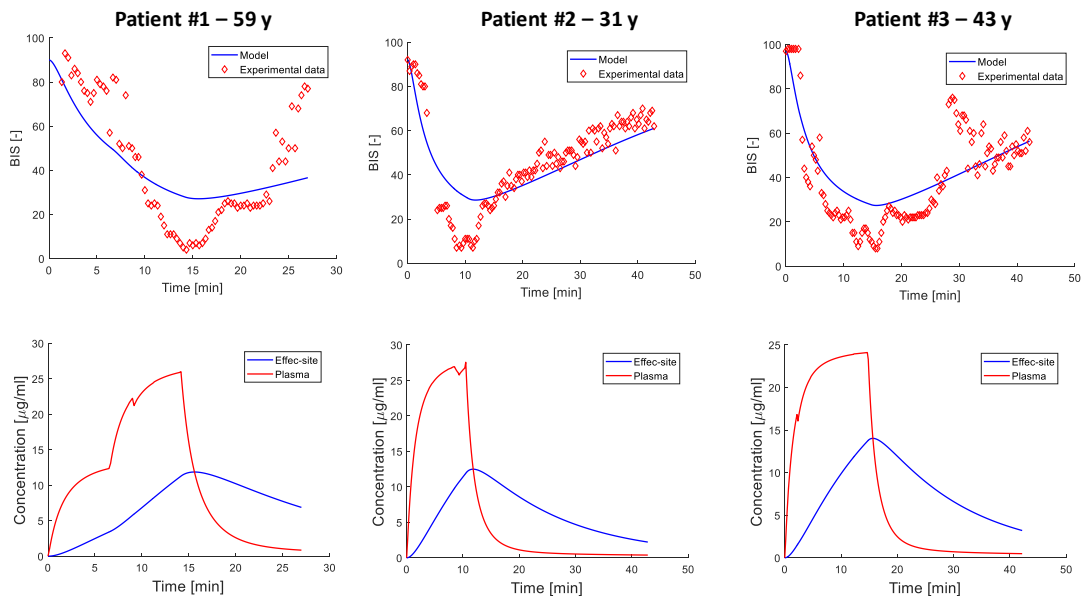 Patient #1 – 59 y
Patient #2 – 31 y
Patient #3 – 43 y
100
80
60
40
20
0
BIS [-]
0 5 10 15 20 25 30
Time [min]
Model
Experimental data
100
80
60
40
20
0
BIS [-]
0 10 20 30 40 50
Time [min]
Model
Experimental data
100
80
60
40
20
0
BIS [-]
0 10 20 30 40 50
Time [min]
Model
Experimental data
30
25
20
15
10
5
0
Concentration [µg/ml]
0 5 10 15 20 25 30
Time [min]
Effec-site
Plasma
30
25
20
15
10
5
0
Concentration [µg/ml]
0 10 20 30 40 50
Time [min]
Effec-site
Plasma
25
20
15
10
5
0
Concentration [µg/ml]
0 10 20 30 40 50
Time [min]
Effec-site
Plasma